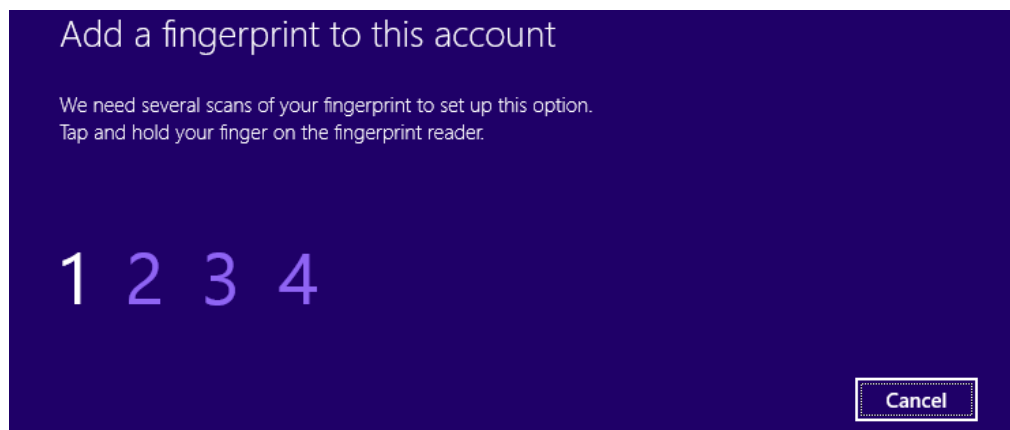 Add a fingerprint to this account
We need several scans of your fingerprint to set up this option.
Tap and hold your finger on the fingerprint reader.
1 2 3 4
Cancel